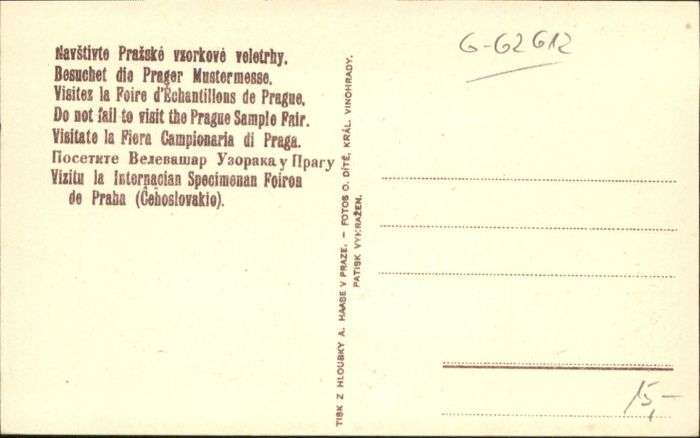 Navštivte Pražské vzorkové veletrhy.
Besuchet die Prager Mustermesse.
Visitez la Foire d'Échantillons de Prague.
Do not fail to visit the Prague Sample Fair.
Visitate la Fiera Campionaria di Praga.
Посетите Велевашар Узорака у Прагу
Vizitu la Internacian Specimenan Foiron
de Praha (Ĉehoslovakio).
TISK Z HLOUBKY A. HAASE V PRAZE. – FOTOS O. DÍTĚ, KRÁL. VINOHRADY.
PATISK VYHRAŽEN.
G-62612
15,-